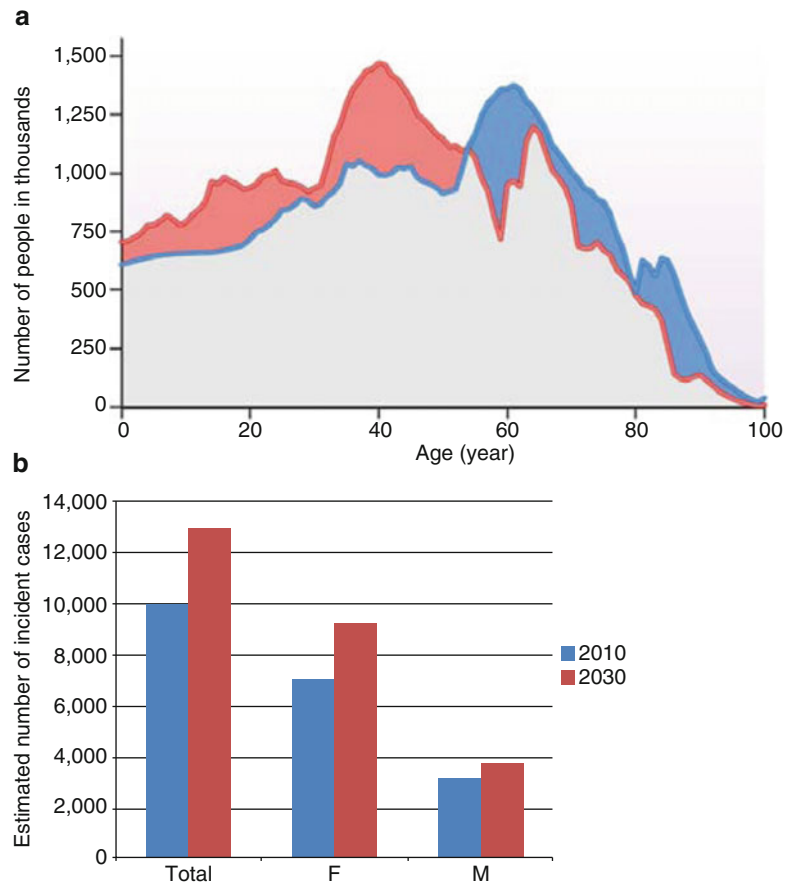 a
Number of people in thousands
1,500
1,250
1,000
750
500
250
0
0 20 40 60 80 100
Age (year)
b
Estimated number of incident cases
14,000
12,000
10,000
8,000
6,000
4,000
2,000
0
Total F M
2010
2030